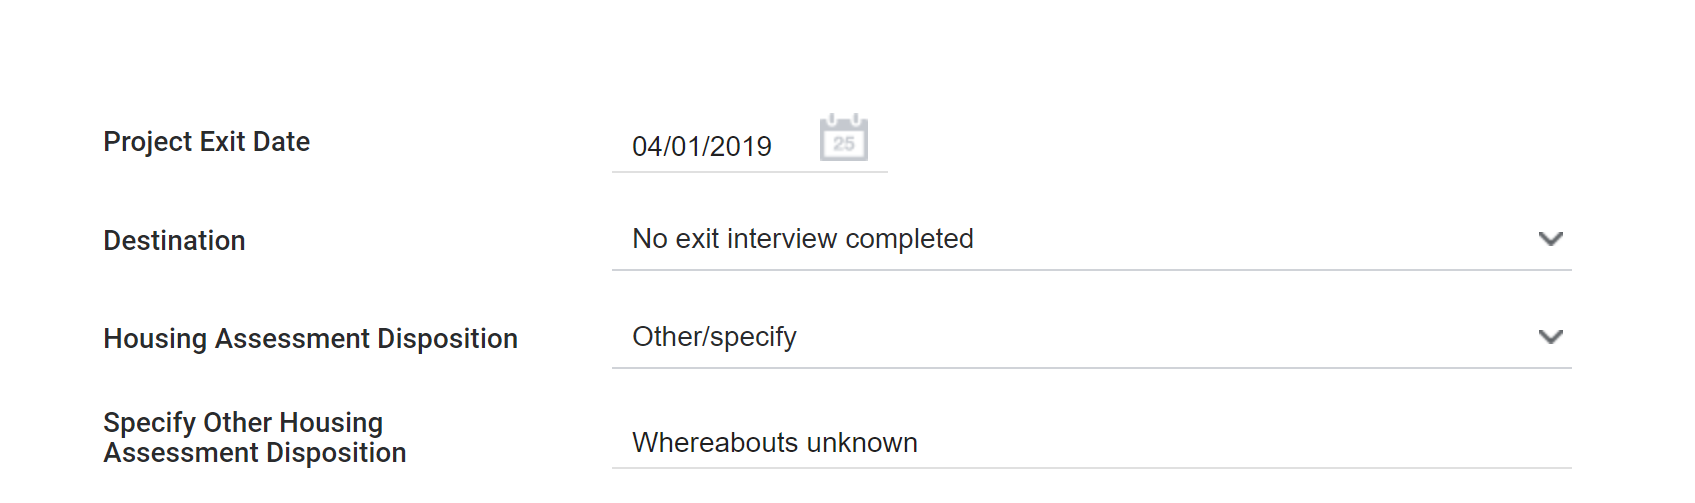 Project Exit Date
04/01/2019
25
Destination
No exit interview completed
Housing Assessment Disposition
Other/specify
Specify Other Housing
Assessment Disposition
Whereabouts unknown